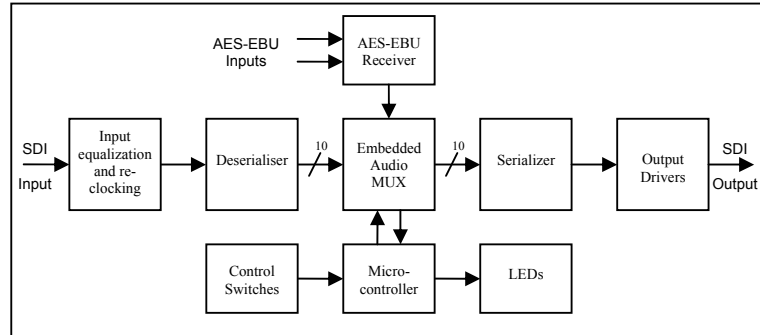 AES-EBU
Inputs
AES-EBU
Receiver
SDI
Input
Input
equalization
and re-
clocking
Deserialiser
10
Embedded
Audio
MUX
10
Serializer
Output
Drivers
SDI
Output
Control
Switches
Micro-
controller
LEDs